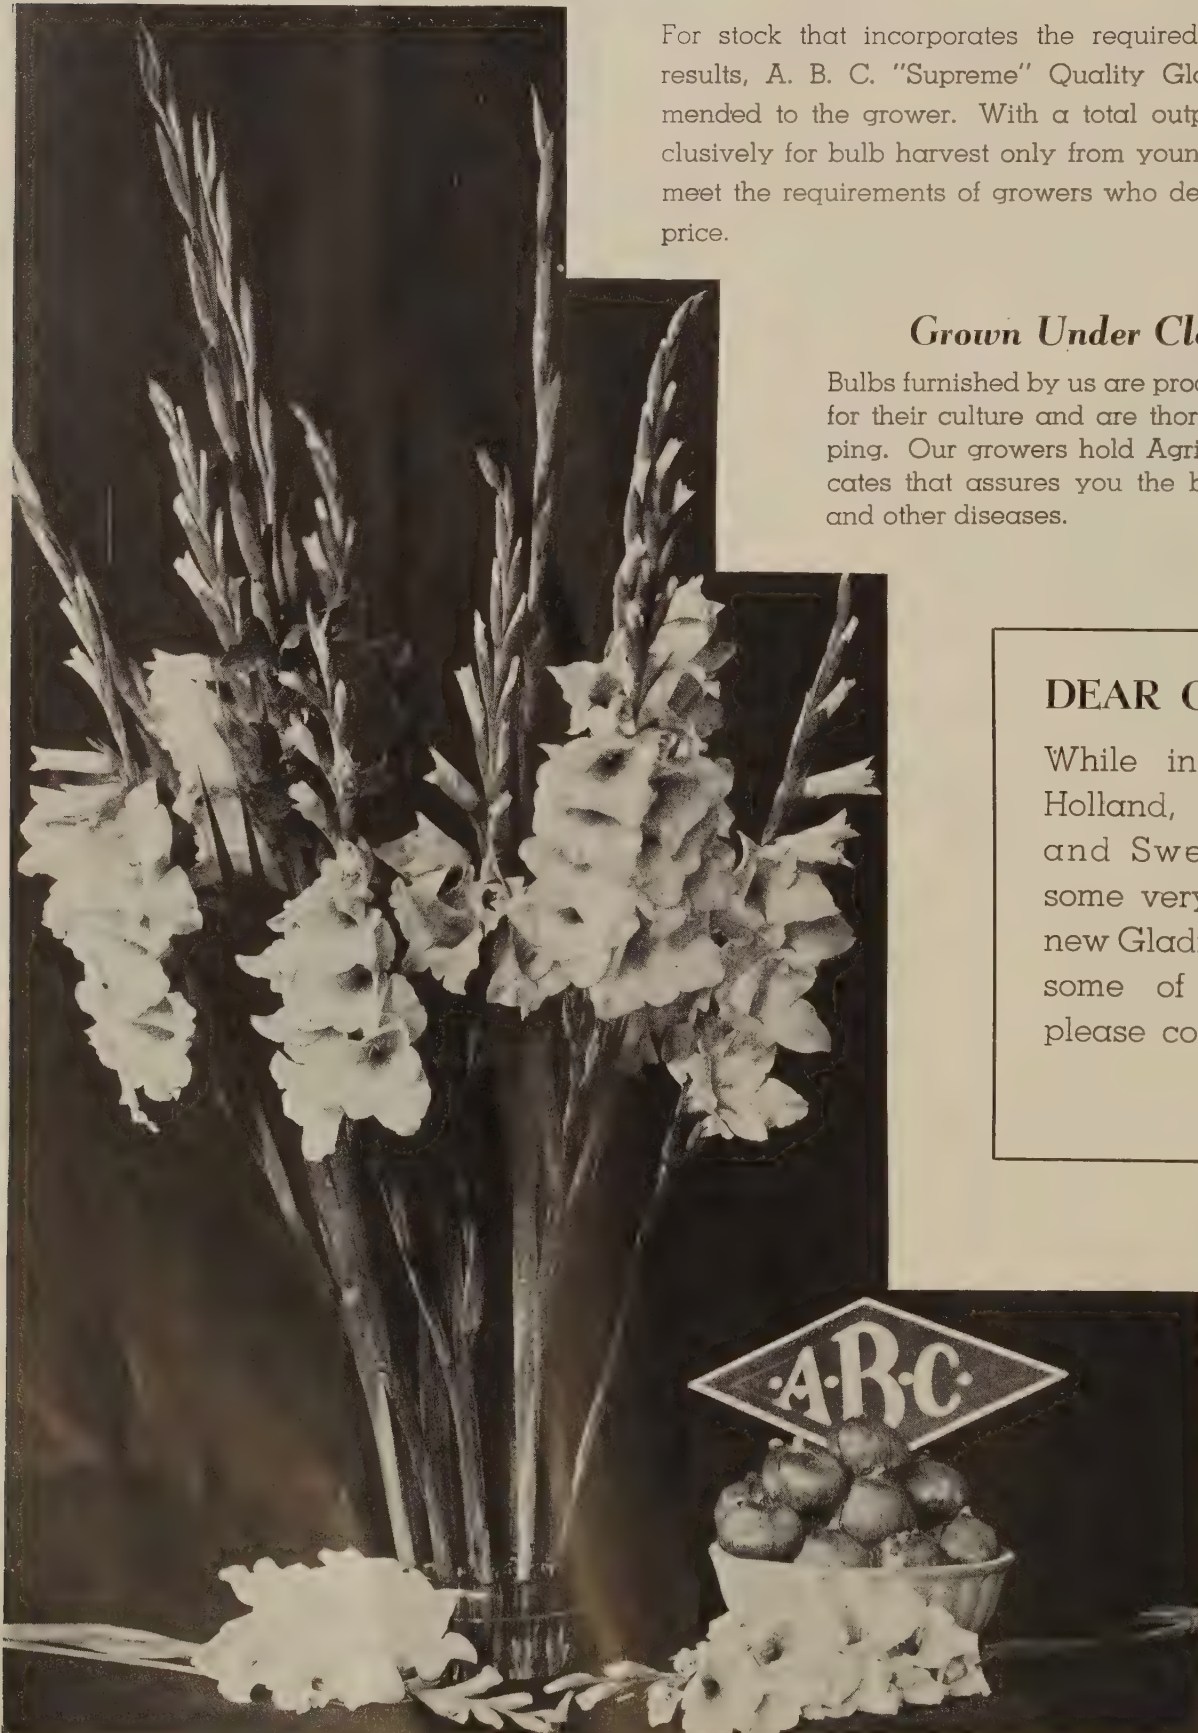 For stock that incorporates the required
results, A. B. C. "Supreme" Quality Gla
mended to the grower. With a total outp
clusively for bulb harvest only from youn
meet the requirements of growers who de
price.
Grown Under Cl
Bulbs furnished by us are proc
for their culture and are thor
ping. Our growers hold Agri
cates that assures you the b
and other diseases.
DEAR
While in
Holland,
and Swe
some very
new Glad
some of
please co
·A·B·C·